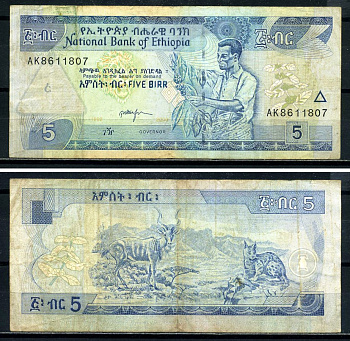 ፭ ብር
የኢትዮጵያ ብሔራዊ ባንክ
National Bank of Ethiopia
AK8611807
Payable to the bearer on demand
አምስት፡ ብር፡ FIVE BIRR
AK8611807
5
ገዥ
GOVERNOR
5
አምስት፡ ብር፡
፭፡ ብር 5
፭፡ ብር 5